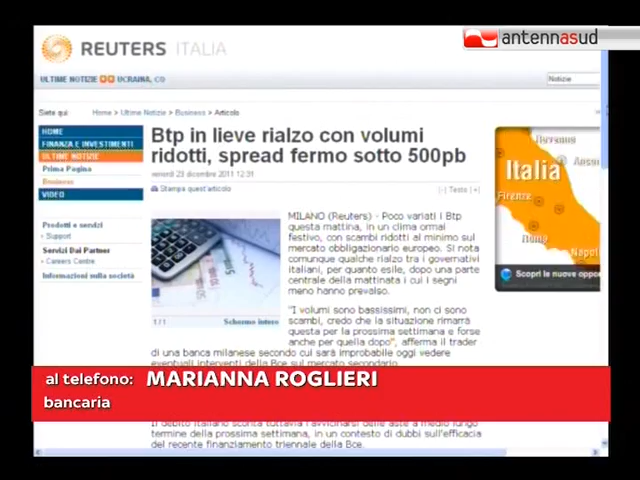 antennasud
REUTERS ITALIA
ULTIME NOTIZIE UCRAINA, CO
Notizie
Siete qui: Home > Ultime Notizie > Business > Articolo
HOME
FINANZA E INVESTIMENTI
ULTIME NOTIZIE
Prima Pagina
Business
VIDEO
Prodotti e servizi
Support
Servizi Dai Partner
Careers Centre
Informazioni sulla società
Btp in lieve rialzo con volumi
ridotti, spread fermo sotto 500pb
venerdì 23 dicembre 2011 12:31
Stampa quest'articolo
[-] Testo [+]
1 / 1 Schermo intero
MILANO (Reuters) - Poco variati i Btp
questa mattina, in un clima ormai
festivo, con scambi ridotti al minimo sul
mercato obbligazionario europeo. Si nota
comunque qualche rialzo tra i governativi
italiani, per quanto esile, dopo una parte
centrale della mattinata i cui i segni
meno hanno prevalso.
"I volumi sono bassissimi, non ci sono
scambi, credo che la situazione rimarrà
questa per la prossima settimana e forse
anche per quella dopo", afferma il trader
di una banca milanese secondo cui sarà improbabile oggi vedere
eventuali interventi della Bce sul mercato secondario.
Italia
Firenze
Ancon
Rome
Napoli
Scopri le nuove oppor
al telefono: MARIANNA ROGLIERI
bancaria
Il debito italiano sconta tuttavia l'avvicinarsi delle aste a medio lungo
termine della prossima settimana, in un contesto di dubbi sull'efficacia
del recente finanziamento triennale della Bce.